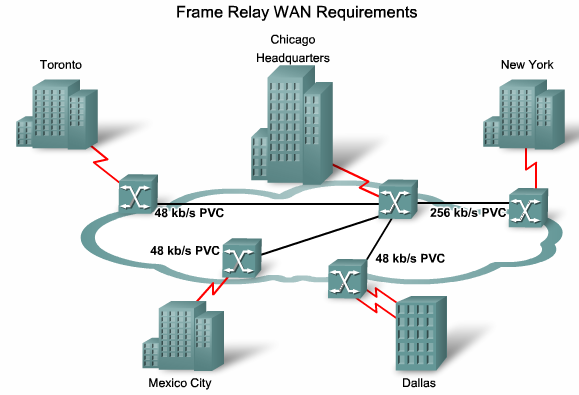 Frame Relay WAN Requirements
Chicago
Headquarters
Toronto
New York
48 kb/s PVC
256 kb/s PVC
48 kb/s PVC
48 kb/s PVC
Mexico City
Dallas